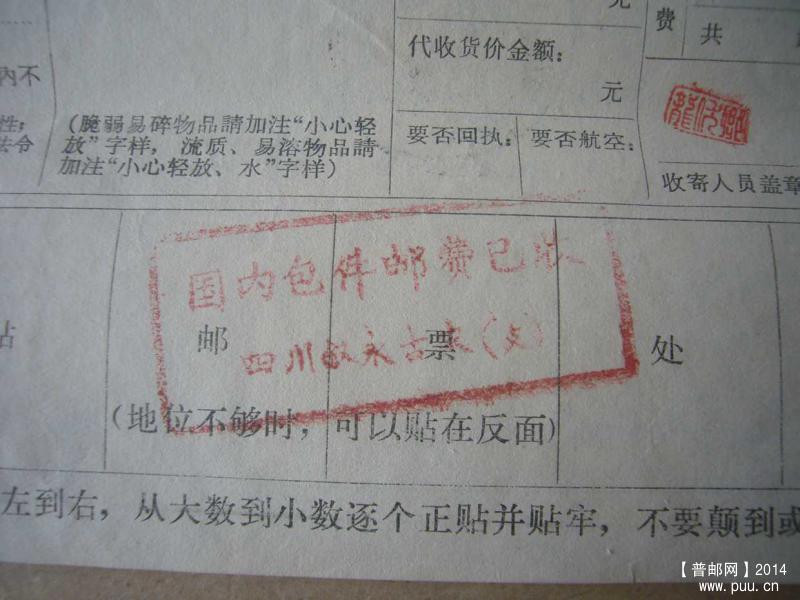 元
费
共
代收货价金额：
元
内不
性；
法令
(脆弱易碎物品請加注“小心轻
放”字样，流质、易溶物品請
加注“小心轻放、水”字样)
要否回执：
要否航空：
收寄人员盖章
国内包件邮费已收
四川叙永古
贴
邮
票
处
(地位不够时，可以贴在反面)
左到右，从大数到小数逐个正贴并贴牢，不要颠到或
【普邮网】2014
www.puu.cn